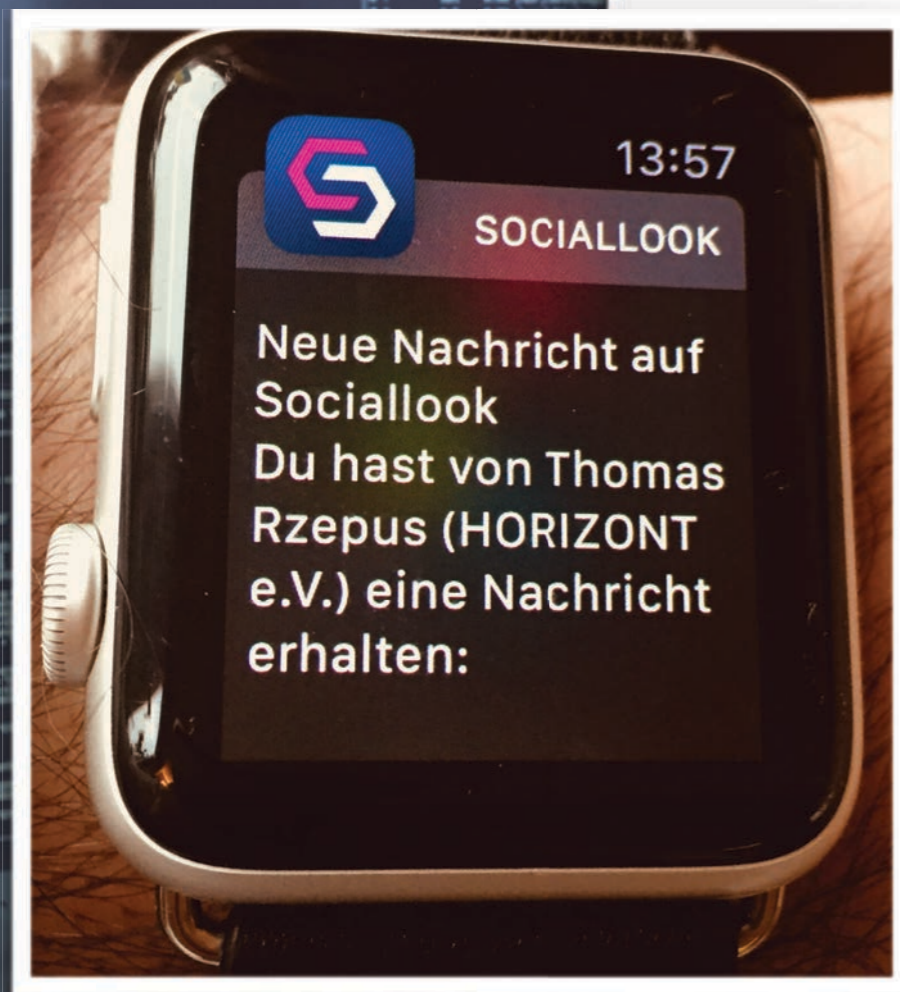 13:57
SOCIALLOOK
Neue Nachricht auf
Sociallook
Du hast von Thomas
Rzepus (HORIZONT
e.V.) eine Nachricht
erhalten: